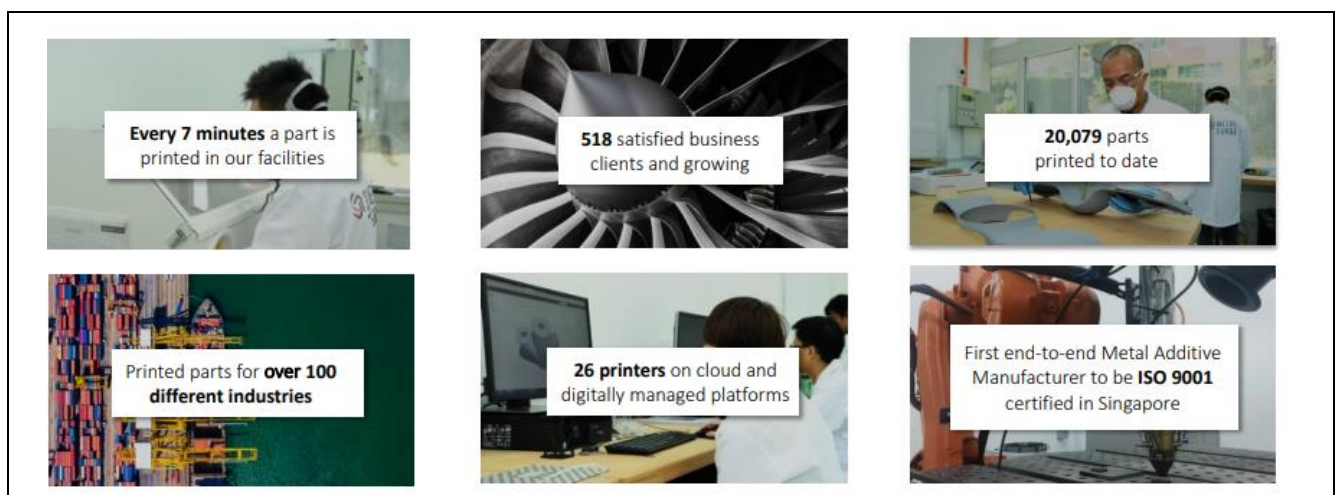 Every 7 minutes a part is
printed in our facilities
518 satisfied business
clients and growing
20,079 parts
printed to date
Printed parts for over 100
different industries
26 printers on cloud and
digitally managed platforms
First end-to-end Metal Additive
Manufacturer to be ISO 9001
certified in Singapore